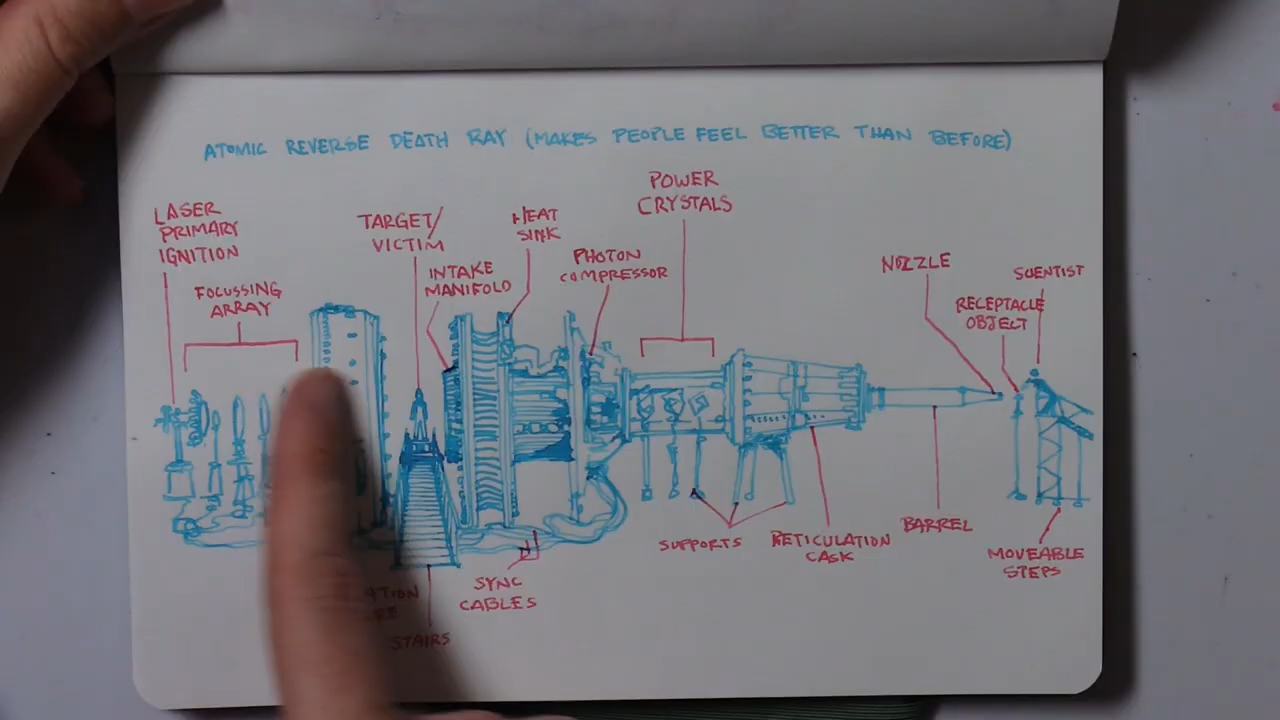 ATOMIC REVERSE DEATH RAY (MAKES PEOPLE FEEL BETTER THAN BEFORE)
LASER
PRIMARY
IGNITION
FOCUSSING
ARRAY
TARGET/
VICTIM
INTAKE
MANIFOLD
HEAT
SINK
PHOTON
COMPRESSOR
POWER
CRYSTALS
NOZZLE
RECEPTACLE
OBJECT
SCIENTIST
SYNC
CABLES
STAIRS
SUPPORTS
RETICULATION
CASK
BARREL
MOVEABLE
STEPS